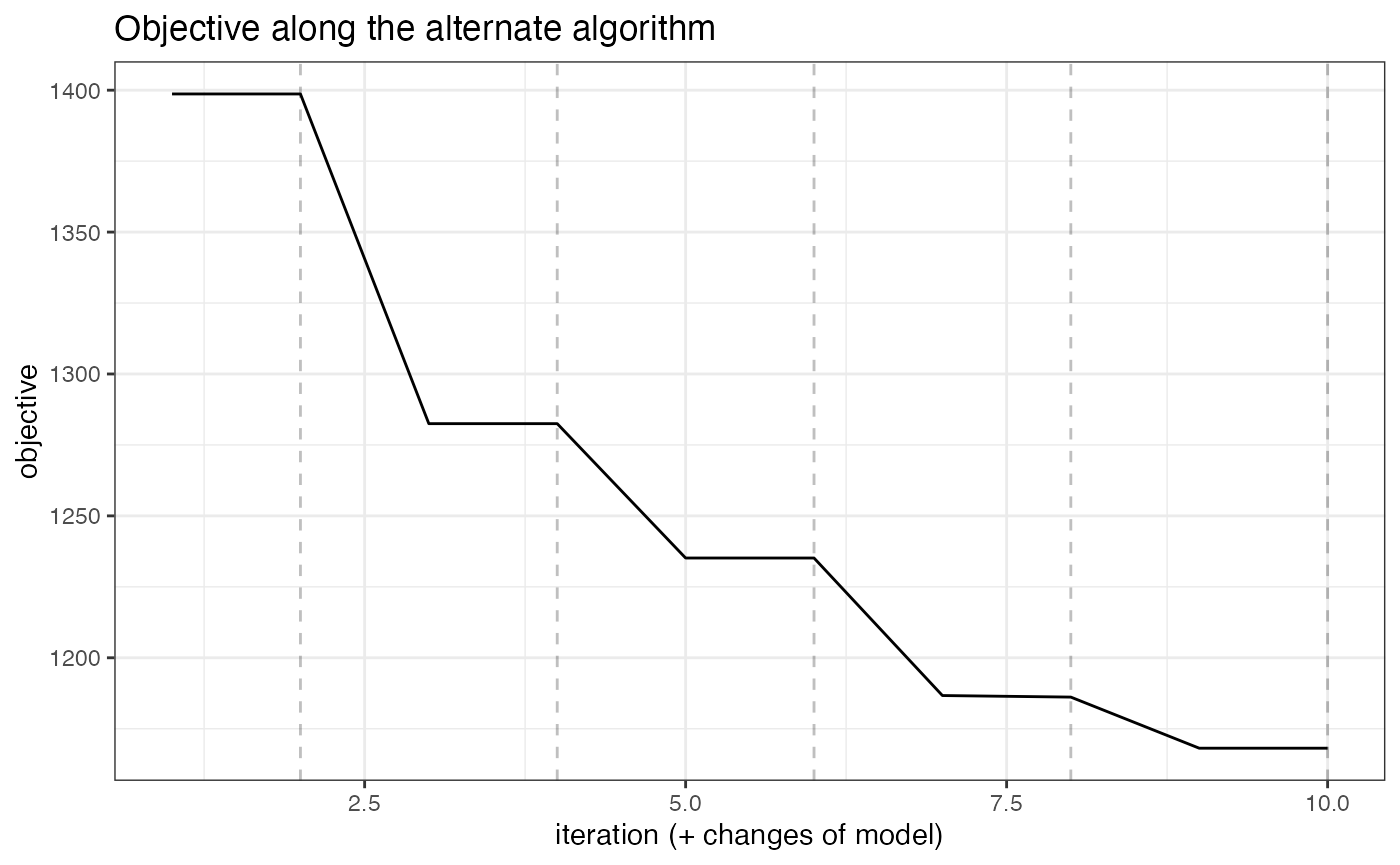 Objective along the alternate algorithm
1400
1350
1300
1250
1200
objective
2.5 5.0 7.5 10.0
iteration (+ changes of model)